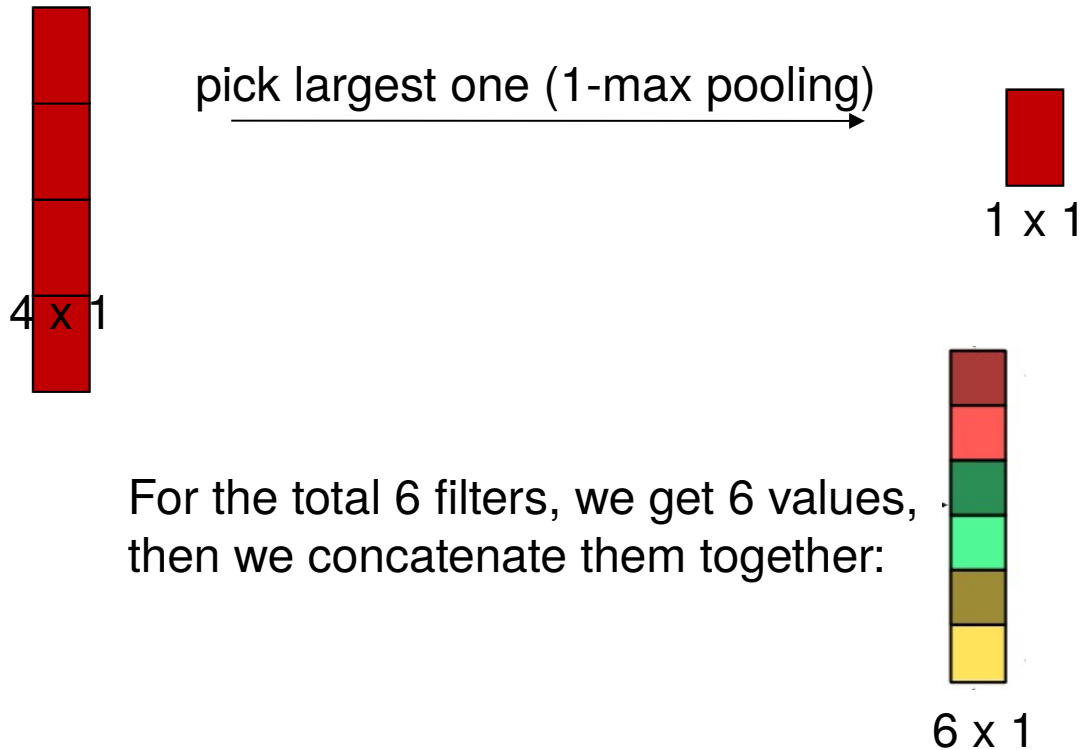 pick largest one (1-max pooling)
1 x 1
4 x 1
For the total 6 filters, we get 6 values,
then we concatenate them together:
6 x 1